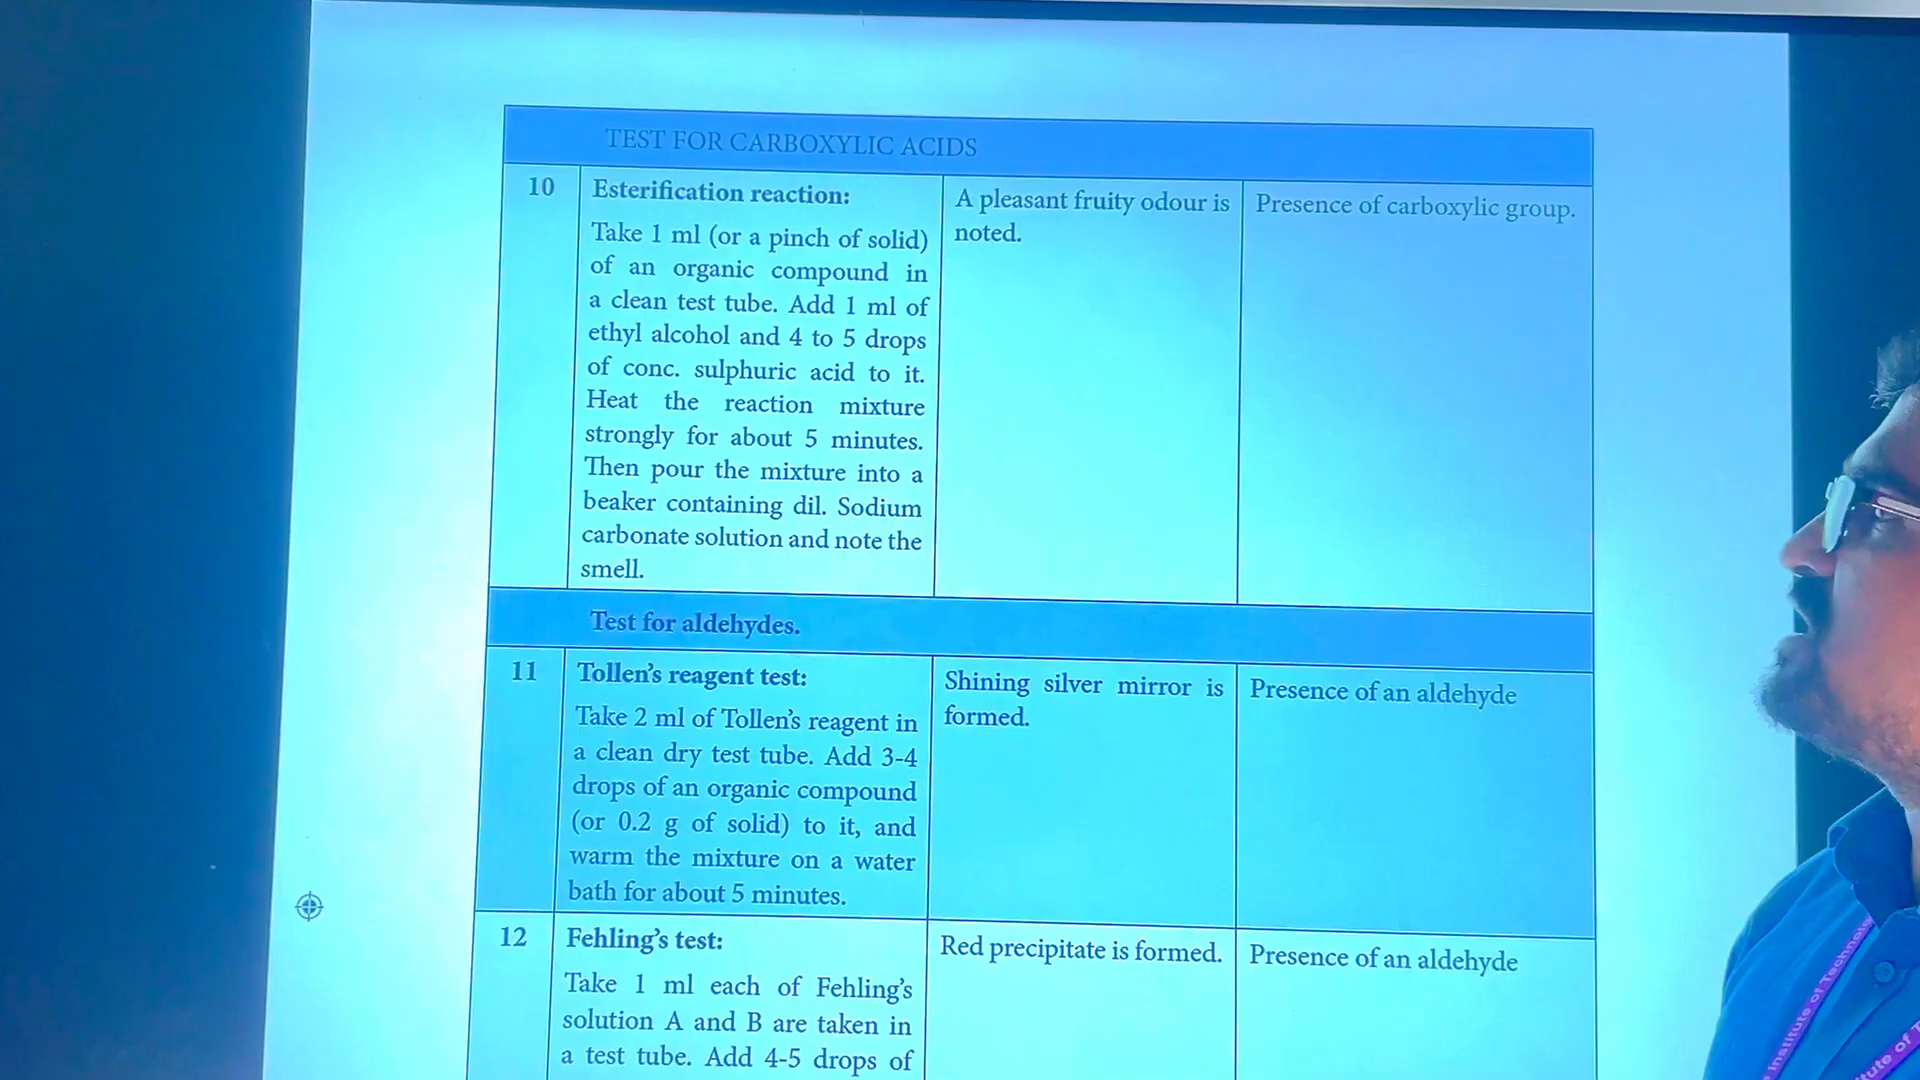 TEST FOR CARBOXYLIC ACIDS
10
Esterification reaction:
Take 1 ml (or a pinch of solid)
of an organic compound in
a clean test tube. Add 1 ml of
ethyl alcohol and 4 to 5 drops
of conc. sulphuric acid to it.
Heat the reaction mixture
strongly for about 5 minutes.
Then pour the mixture into a
beaker containing dil. Sodium
carbonate solution and note the
smell.
A pleasant fruity odour is
noted.
Presence of carboxylic group.
Test for aldehydes.
11
Tollen's reagent test:
Take 2 ml of Tollen's reagent in
a clean dry test tube. Add 3-4
drops of an organic compound
(or 0.2 g of solid) to it, and
warm the mixture on a water
bath for about 5 minutes.
Shining silver mirror is
formed.
Presence of an aldehyde
12
Fehling's test:
Take 1 ml each of Fehling's
solution A and B are taken in
a test tube. Add 4-5 drops of
Red precipitate is formed.
Presence of an aldehyde
Institute of